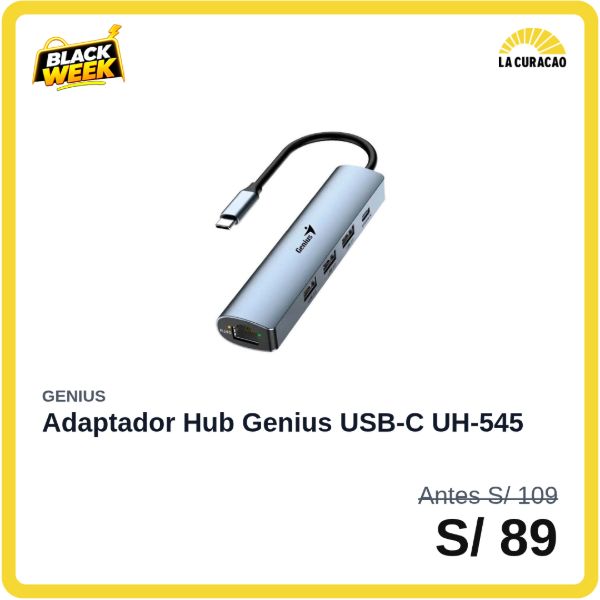 BLACK
WEEK
LA CURACAO
Genius
GENIUS
Adaptador Hub Genius USB-C UH-545
Antes S/ 109
S/ 89